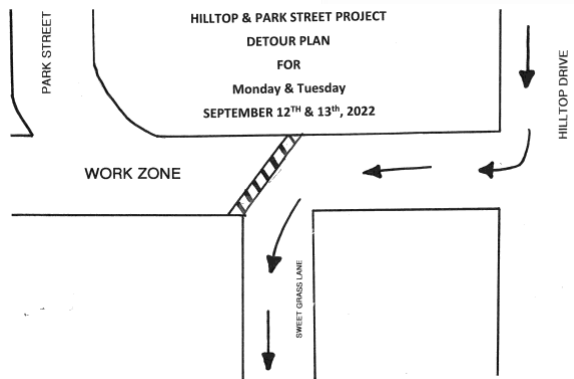 PARK STREET
HILLTOP & PARK STREET PROJECT
DETOUR PLAN
FOR
Monday & Tuesday
SEPTEMBER 12TH & 13th, 2022
HILLTOP DRIVE
WORK ZONE
SWEET GRASS LANE